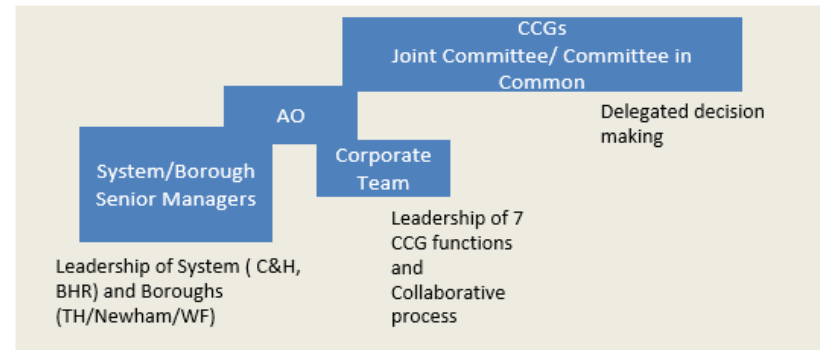 CCGs
Joint Committee/ Committee in
Common
Delegated decision
making
AO
Corporate
Team
System/Borough
Senior Managers
Leadership of 7
CCG functions
and
Collaborative
process
Leadership of System ( C&H,
BHR) and Boroughs
(TH/Newham/WF)